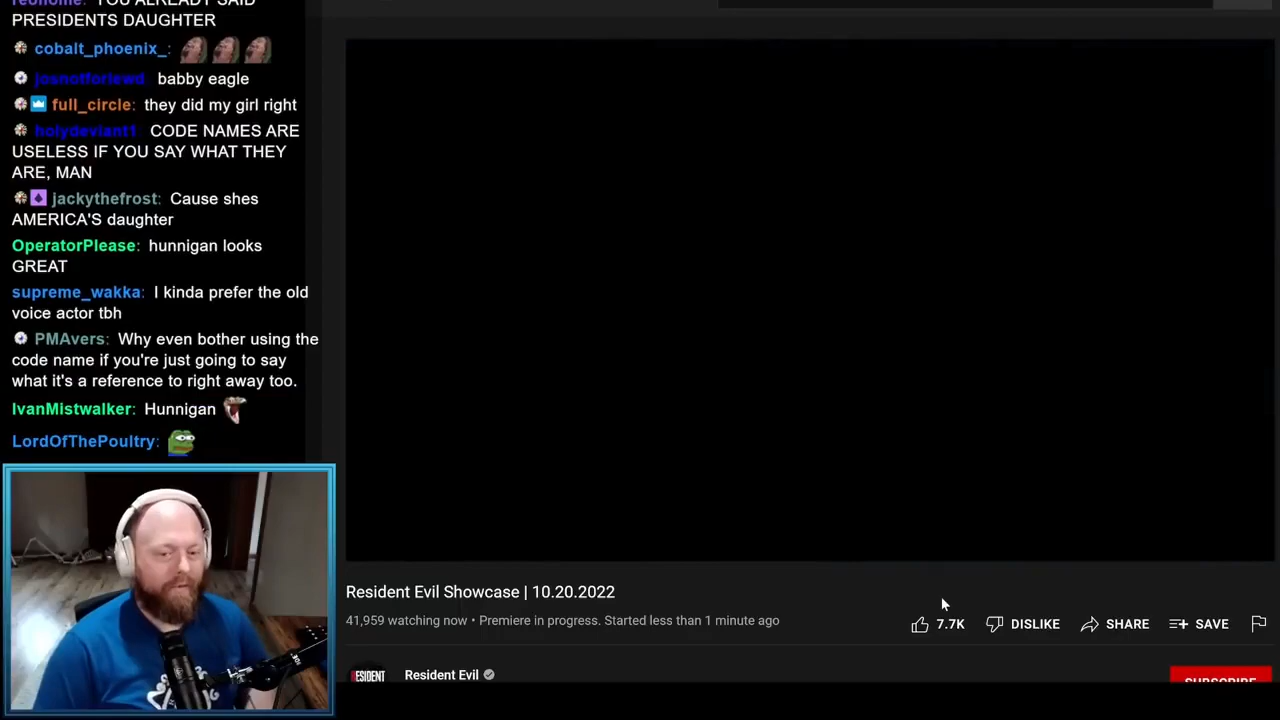 PRESIDENTS DAUGHTER
cobalt_phoenix_:
josnofforlewd: babby eagle
full_circle: they did my girl right
holydeviant1: CODE NAMES ARE
USELESS IF YOU SAY WHAT THEY
ARE, MAN
jackythefrost: Cause shes
AMERICA'S daughter
OperatorPlease: hunnigan looks
GREAT
supreme_wakka: I kinda prefer the old
voice actor tbh
PMAvers: Why even bother using the
code name if you're just going to say
what it's a reference to right away too.
IvanMistwalker: Hunnigan
LordOfThePoultry:
Resident Evil Showcase | 10.20.2022
41,959 watching now • Premiere in progress. Started less than 1 minute ago
7.7K DISLIKE SHARE SAVE
RESIDENT
Resident Evil
SUBSCRIBE